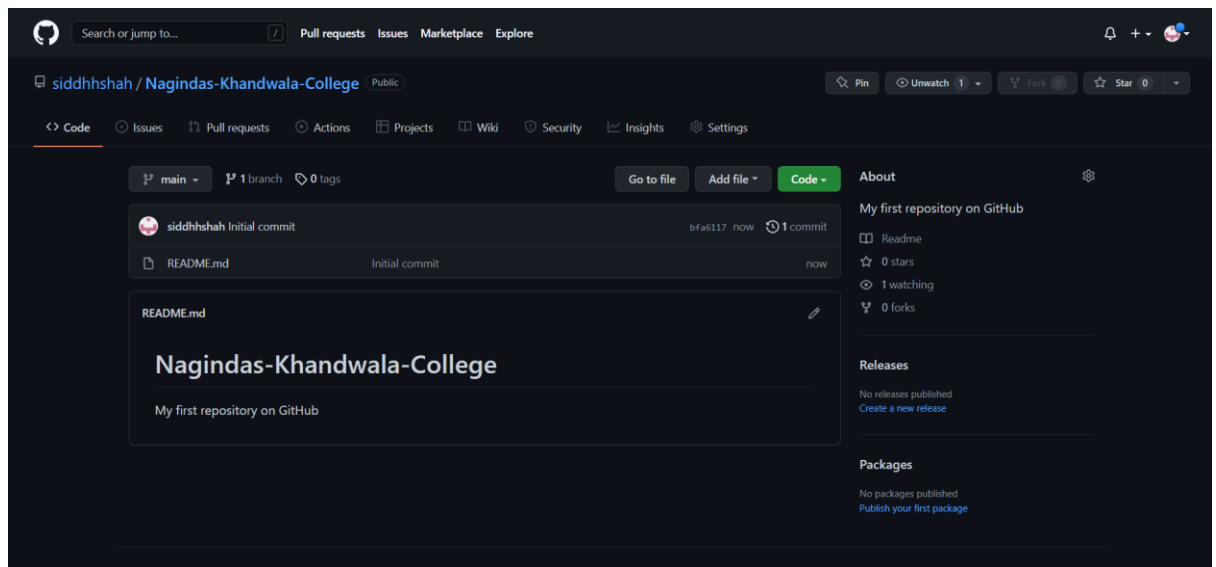 Search or jump to... / Pull requests Issues Marketplace Explore
siddhhshah / Nagindas-Khandwala-College Public Pin Unwatch 1 Fork 0 Star 0
<> Code Issues Pull requests Actions Projects Wiki Security Insights Settings
main 1 branch 0 tags Go to file Add file Code
siddhhshah Initial commit bfa6117 now 1 commit
README.md Initial commit now
README.md
Nagindas-Khandwala-College
My first repository on GitHub
About
My first repository on GitHub
Readme
0 stars
1 watching
0 forks
Releases
No releases published
Create a new release
Packages
No packages published
Publish your first package